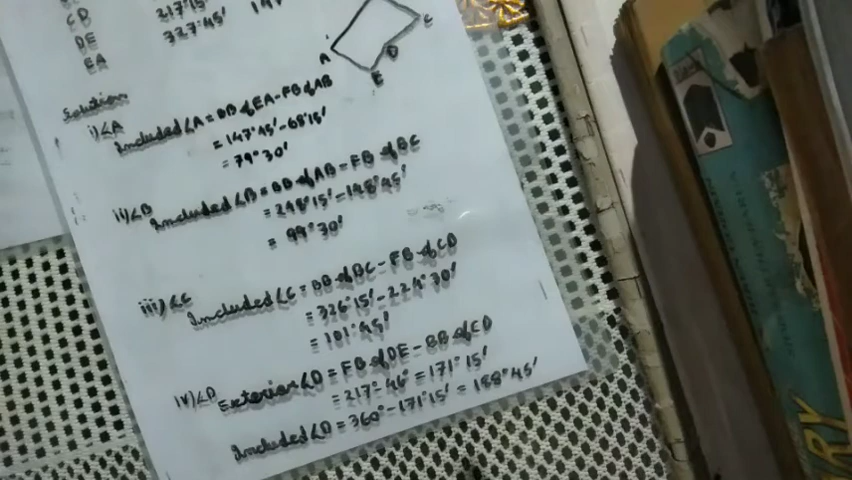 CD 217°15'
DE 327°45'
EA
A
C
D
E
Solution
i) ∠A
Included ∠A = BB of EA - FB of AB
= 147°45' - 68°15'
= 79°30'
ii) ∠B
Included ∠B = BB of AB - FB of BC
= 248°15' - 148°45'
= 99°30'
iii) ∠C
Included ∠C = BB of BC - FB of CD
= 326°15' - 224°30'
= 101°45'
iv) ∠D
Exterior ∠D = FB of DE - BB of CD
= 217° - 46° = 171°15'
Included ∠D = 360° - 171°15' = 188°45'
RY